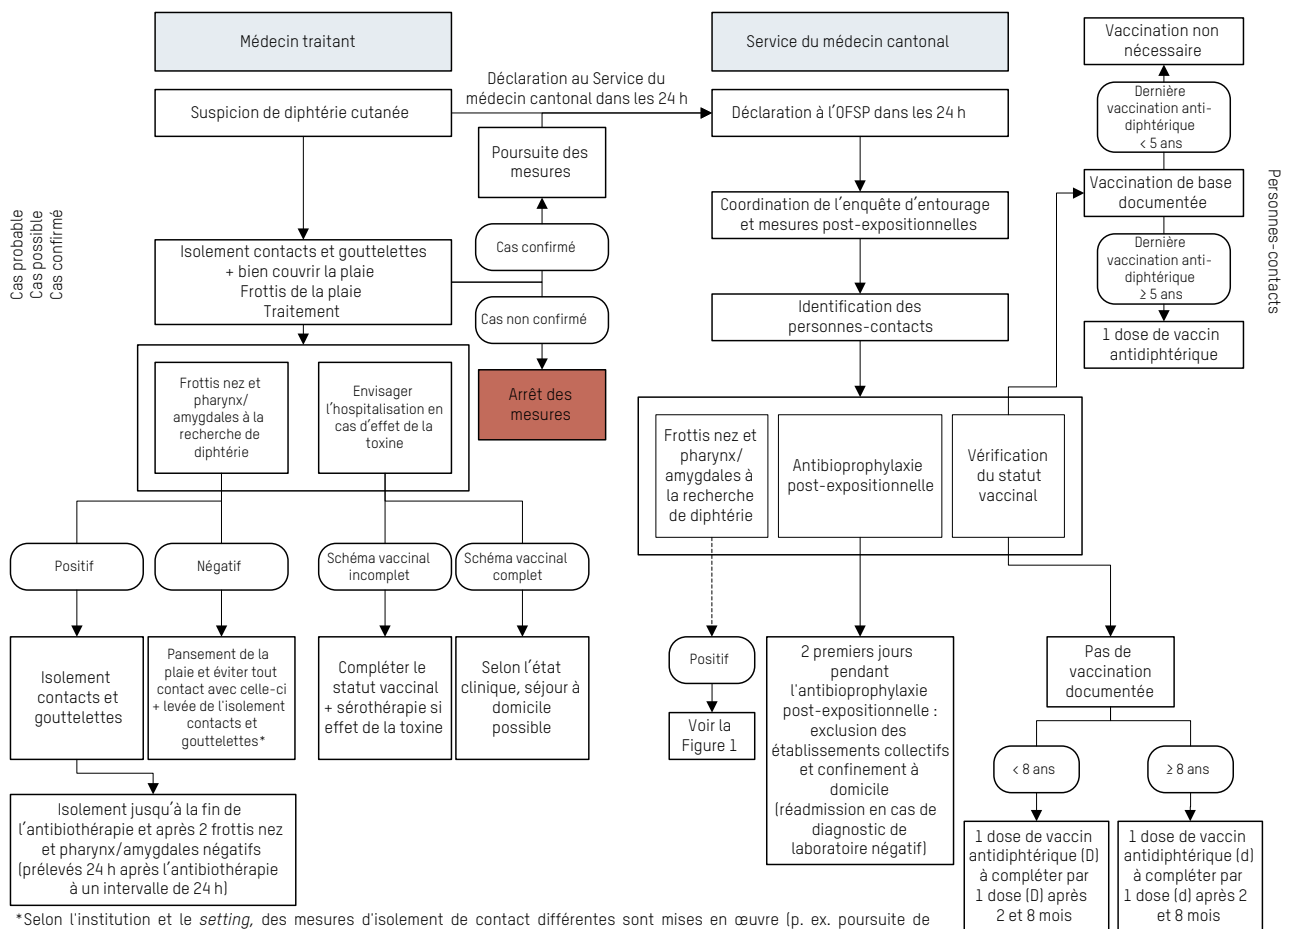 Médecin traitant
Service du médecin cantonal
Vaccination non
nécessaire
Déclaration au Service du
médecin cantonal dans les 24 h
Suspicion de diphtérie cutanée
Déclaration à l'OFSP dans les 24 h
Dernière
vaccination anti-
diphtérique
< 5 ans
Poursuite des
mesures
Vaccination de base
documentée
Personnes-contacts
Cas probable
Cas possible
Cas confirmé
Coordination de l'enquête d'entourage
et mesures post-expositionnelles
Cas confirmé
Isolement contacts et gouttelettes
+ bien couvrir la plaie
Frottis de la plaie
Traitement
Dernière
vaccination anti-
diphtérique
≥ 5 ans
Cas non confirmé
Identification des
personnes-contacts
1 dose de vaccin
antidiphtérique
Frottis nez et
pharynx/
amygdales à la
recherche de
diphtérie
Envisager
l'hospitalisation en
cas d'effet de la
toxine
Arrêt des
mesures
Frottis nez et
pharynx/
amygdales à
la recherche
de diphtérie
Antibioprophylaxie
post-expositionnelle
Vérification
du statut
vaccinal
Positif
Négatif
Schéma vaccinal
incomplet
Schéma vaccinal
complet
Isolement
contacts et
gouttelettes
Pansement de la
plaie et éviter tout
contact avec celle-ci
+ levée de l'isolement
contacts et
gouttelettes*
Compléter le
statut vaccinal
+ sérothérapie si
effet de la toxine
Selon l'état
clinique, séjour à
domicile
possible
Positif
Voir la
Figure 1
2 premiers jours
pendant
l'antibioprophylaxie
post-expositionnelle :
exclusion des
établissements collectifs
et confinement à
domicile
(réadmission en cas de
diagnostic de
laboratoire négatif)
Pas de
vaccination
documentée
< 8 ans
≥ 8 ans
Isolement jusqu'à la fin de
l'antibiothérapie et après 2 frottis nez
et pharynx/amygdales négatifs
(prélevés 24 h après l'antibiothérapie
à un intervalle de 24 h)
1 dose de vaccin
antidiphtérique (D)
à compléter par
1 dose (D) après
2 et 8 mois
1 dose de vaccin
antidiphtérique (d)
à compléter par
1 dose (d) après 2
et 8 mois
*Selon l'institution et le setting, des mesures d'isolement de contact différentes sont mises en œuvre (p. ex. poursuite de